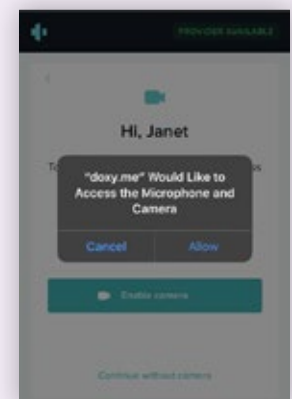 PROVIDER AVAILABLE
Hi, Janet
To
"doxy.me" Would Like to
Access the Microphone and
Camera
Cancel Allow
Enable camera
Continue without camera